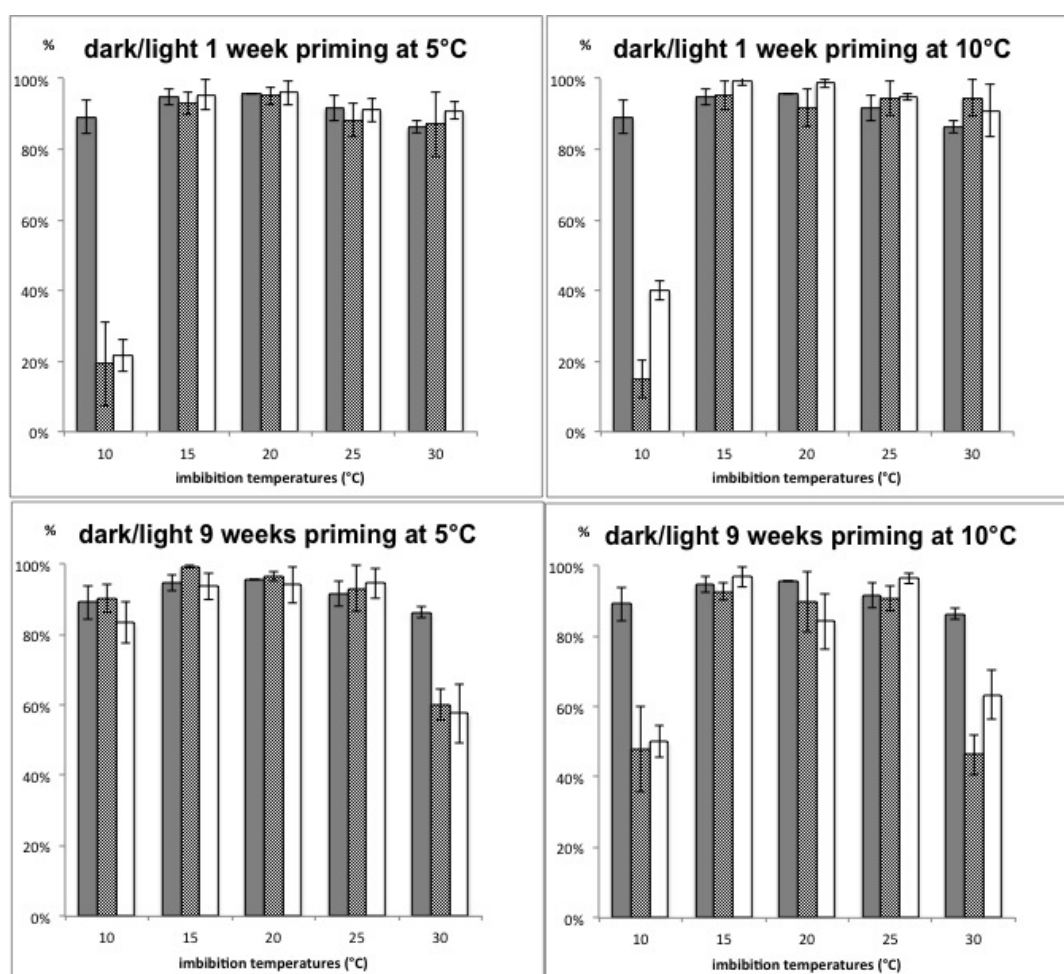 % dark/light 1 week priming at 5°C
100%
80%
60%
40%
20%
0%
10 15 20 25 30
imbibition temperatures (°C)
% dark/light 1 week priming at 10°C
100%
80%
60%
40%
20%
0%
10 15 20 25 30
imbibition temperatures (°C)
% dark/light 9 weeks priming at 5°C
100%
80%
60%
40%
20%
0%
10 15 20 25 30
imbibition temperatures (°C)
% dark/light 9 weeks priming at 10°C
100%
80%
60%
40%
20%
0%
10 15 20 25 30
imbibition temperatures (°C)